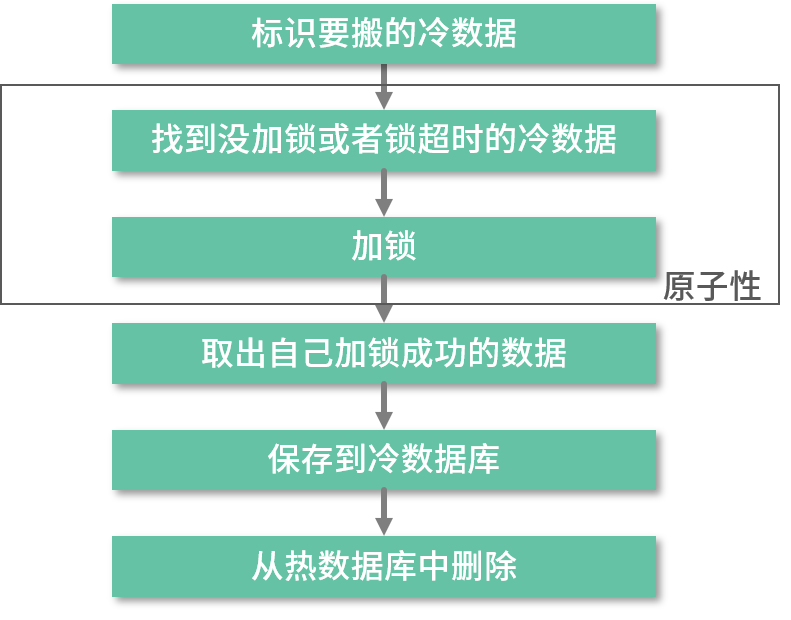 标识要搬的冷数据
找到没加锁或者锁超时的冷数据
加锁
原子性
取出自己加锁成功的数据
保存到冷数据库
从热数据库中删除